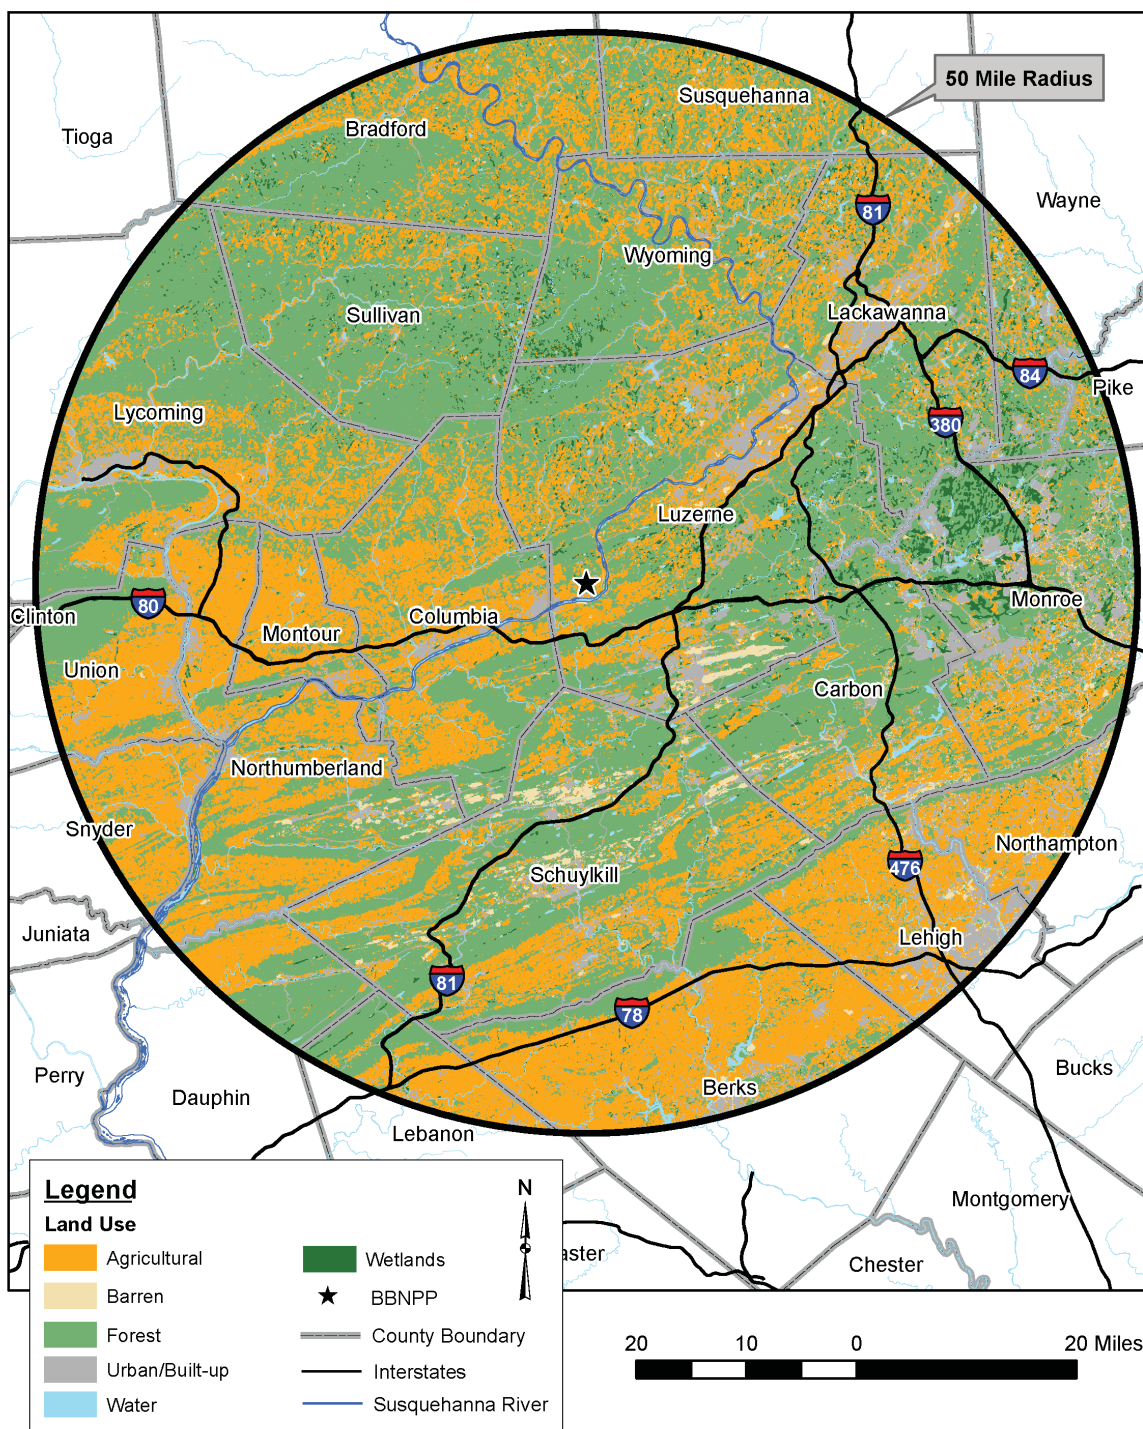 50 Mile Radius
Susquehanna
Bradford
Tioga
Wayne
81
Wyoming
Sullivan
Lackawanna
84
Pike
Lycoming
380
Luzerne
80
Clinton
Columbia
Monroe
Montour
Union
Carbon
Northumberland
Snyder
Northampton
476
Schuylkill
Juniata
Lehigh
81
78
Perry
Dauphin
Berks
Bucks
Lebanon
Montgomery
aster
Chester
Legend
N
Land Use
Agricultural
Barren
Forest
Urban/Built-up
Water
Wetlands
BBNPP
County Boundary
Interstates
Susquehanna River
20 10 0 20 Miles